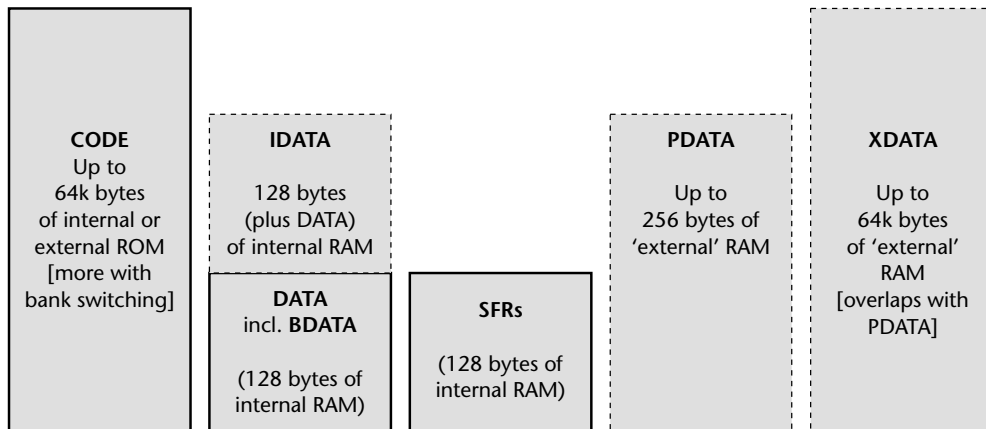 CODE
Up to
64k bytes
of internal or
external ROM
[more with
bank switching]
IDATA
128 bytes
(plus DATA)
of internal RAM
DATA
incl. BDATA
(128 bytes of
internal RAM)
SFRs
(128 bytes of
internal RAM)
PDATA
Up to
256 bytes of
‘external’ RAM
XDATA
Up to
64k bytes
of ‘external’
RAM
[overlaps with
PDATA]